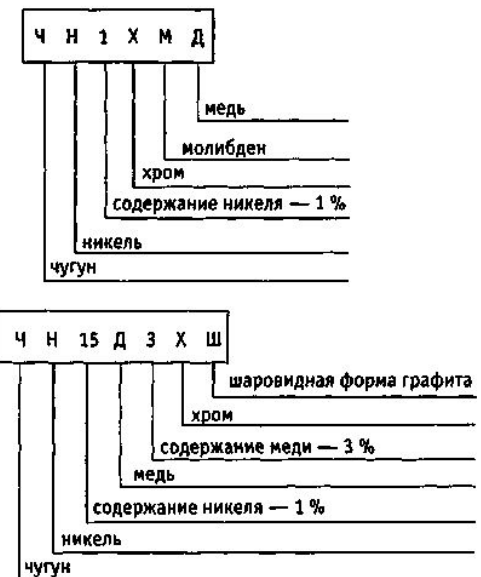 Ч Н 1 Х М Д
медь
молибден
хром
содержание никеля — 1 %
никель
чугун
Ч Н 15 Д 3 Х Ш
шаровидная форма графита
хром
содержание меди — 3 %
медь
содержание никеля — 1 %
никель
чугун